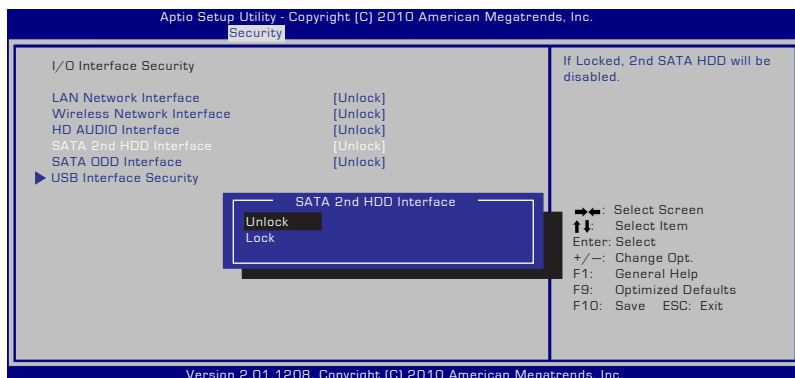 Aptio Setup Utility - Copyright (C) 2010 American Megatrends, Inc.
Security
I/O Interface Security
LAN Network Interface [Unlock]
Wireless Network Interface [Unlock]
HD AUDIO Interface [Unlock]
SATA 2nd HDD Interface [Unlock]
SATA ODD Interface [Unlock]
USB Interface Security
SATA 2nd HDD Interface
Unlock
Lock
If Locked, 2nd SATA HDD will be
disabled.
→←: Select Screen
↑↓: Select Item
Enter: Select
+/—: Change Opt.
F1: General Help
F9: Optimized Defaults
F10: Save ESC: Exit
Version 2.01.1208. Copyright (C) 2010 American Megatrends, Inc.